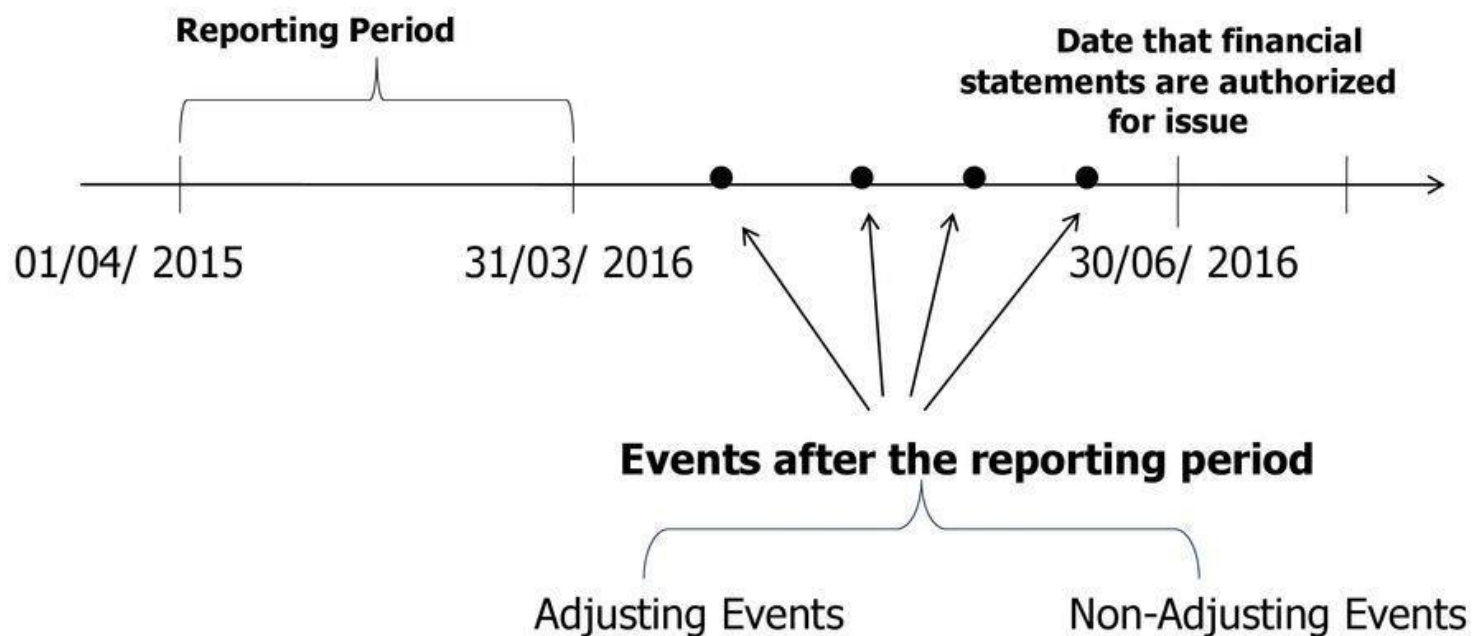 Reporting Period
Date that financial
statements are authorized
for issue
01/04/ 2015
31/03/ 2016
30/06/ 2016
Events after the reporting period
Adjusting Events
Non-Adjusting Events